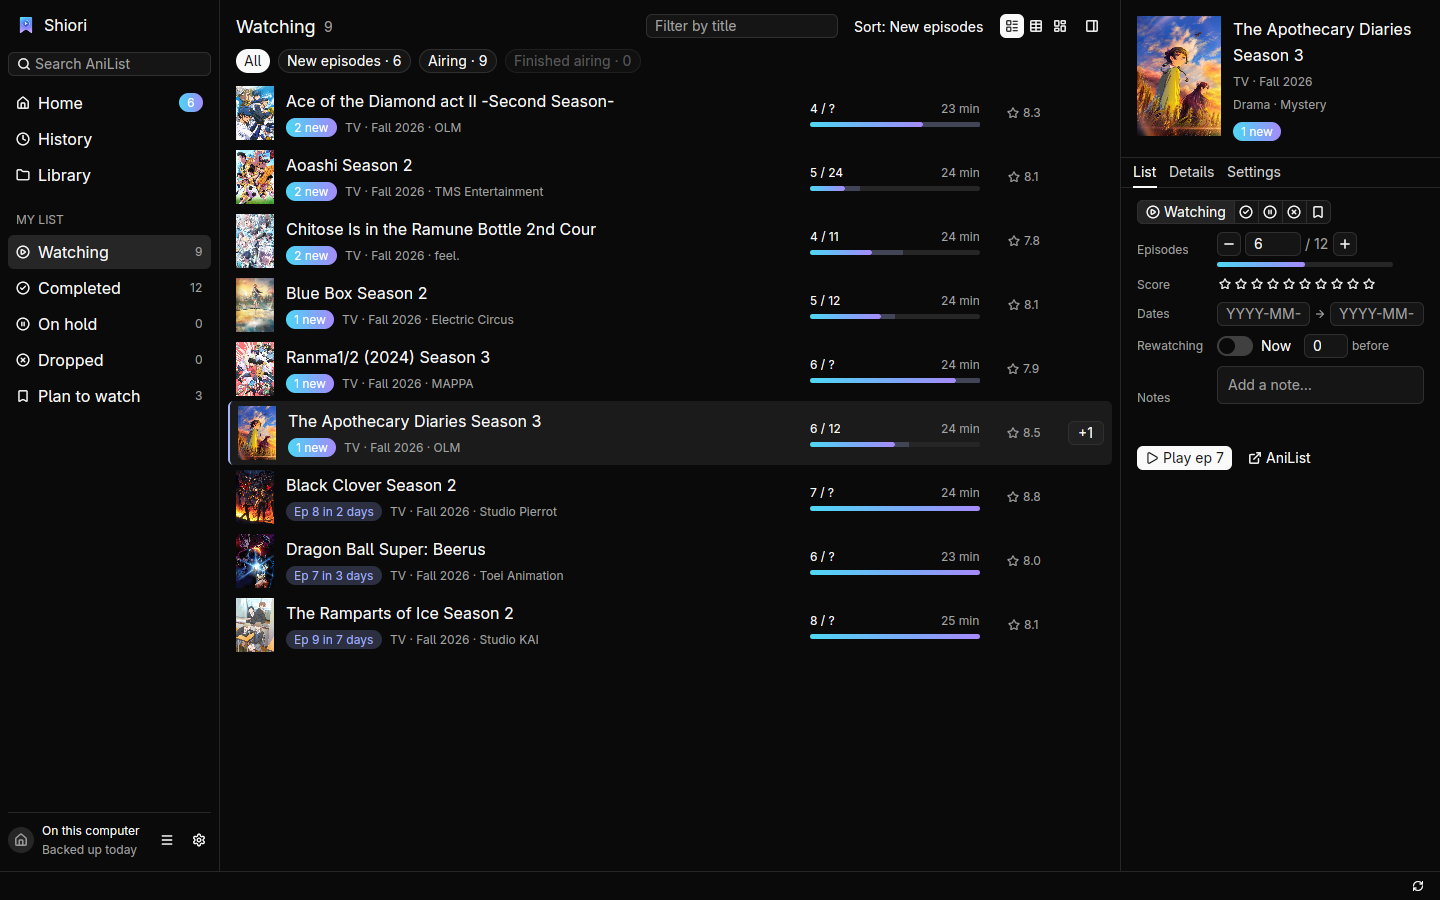 Shiori
Search AniList
Home 6
History
Library
MY LIST
Watching 9
Completed 12
On hold 0
Dropped 0
Plan to watch 3
On this computer
Backed up today
Watching 9
Filter by title
Sort: New episodes
All
New episodes · 6
Airing · 9
Finished airing · 0
Ace of the Diamond act II -Second Season-
2 new TV · Fall 2026 · OLM
4 / ? 23 min
8.3
Aoashi Season 2
2 new TV · Fall 2026 · TMS Entertainment
5 / 24 24 min
8.1
Chitose Is in the Ramune Bottle 2nd Cour
2 new TV · Fall 2026 · feel.
4 / 11 24 min
7.8
Blue Box Season 2
1 new TV · Fall 2026 · Electric Circus
5 / 12 24 min
8.1
Ranma1/2 (2024) Season 3
1 new TV · Fall 2026 · MAPPA
6 / ? 24 min
7.9
The Apothecary Diaries Season 3
1 new TV · Fall 2026 · OLM
6 / 12 24 min
8.5
+1
Black Clover Season 2
Ep 8 in 2 days TV · Fall 2026 · Studio Pierrot
7 / ? 24 min
8.8
Dragon Ball Super: Beerus
Ep 7 in 3 days TV · Fall 2026 · Toei Animation
6 / ? 23 min
8.0
The Ramparts of Ice Season 2
Ep 9 in 7 days TV · Fall 2026 · Studio KAI
8 / ? 25 min
8.1
The Apothecary Diaries
Season 3
TV · Fall 2026
Drama · Mystery
1 new
List Details Settings
Watching
Episodes 6 / 12
Score
Dates YYYY-MM- → YYYY-MM-
Rewatching Now 0 before
Notes Add a note...
Play ep 7 AniList